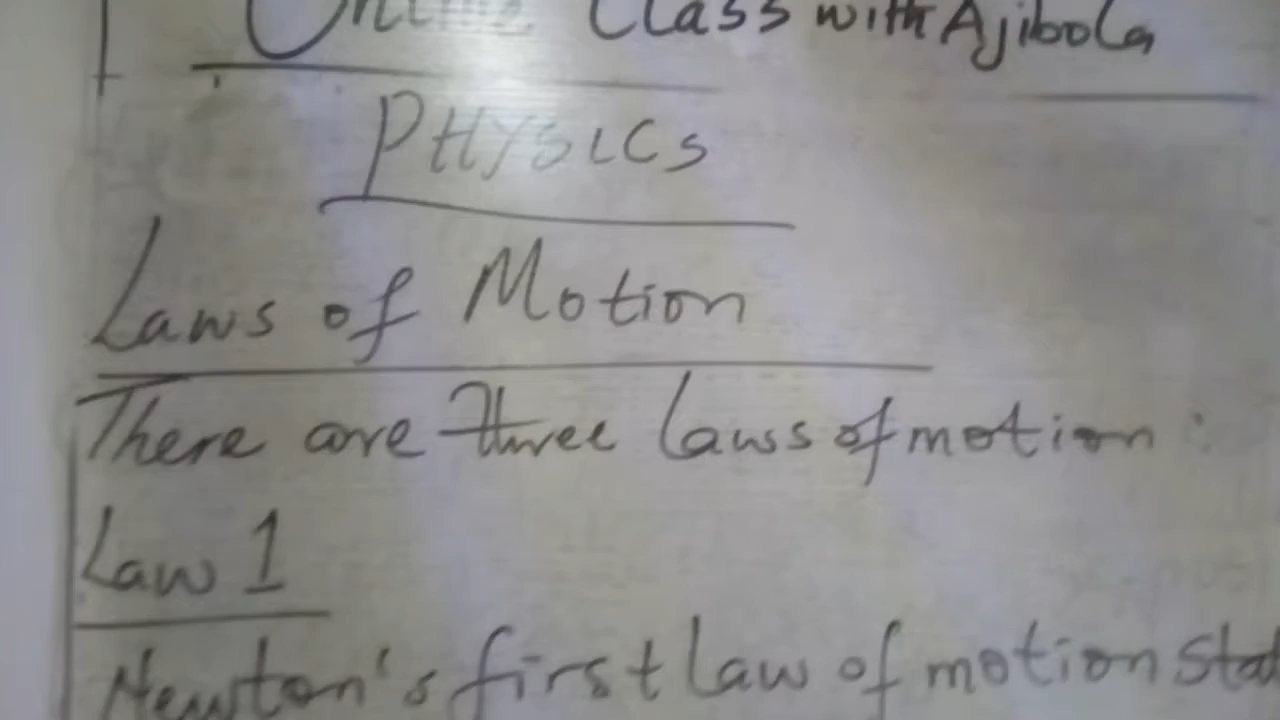 Online Class with Ajibola
PHYSICS
Laws of Motion
There are three laws of motion:
Law 1
Newton's first law of motion